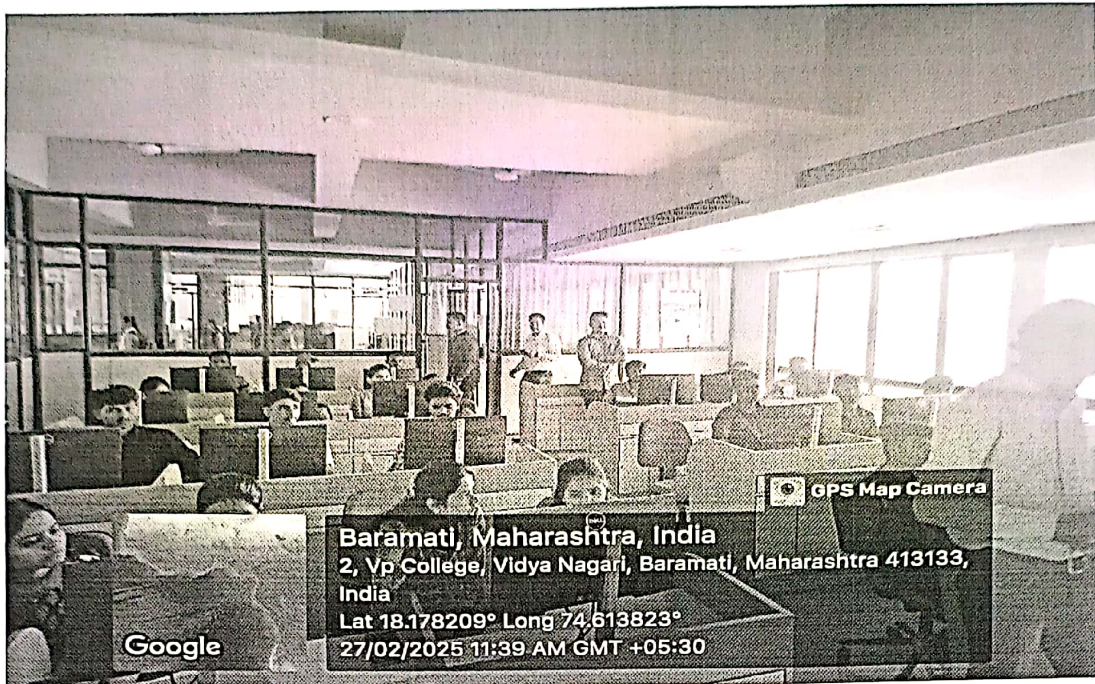 GPS Map Camera
Baramati, Maharashtra, India
2, Vp College, Vidya Nagari, Baramati, Maharashtra 413133,
India
Lat 18.178209° Long 74.613823°
27/02/2025 11:39 AM GMT +05:30
Google
DELL